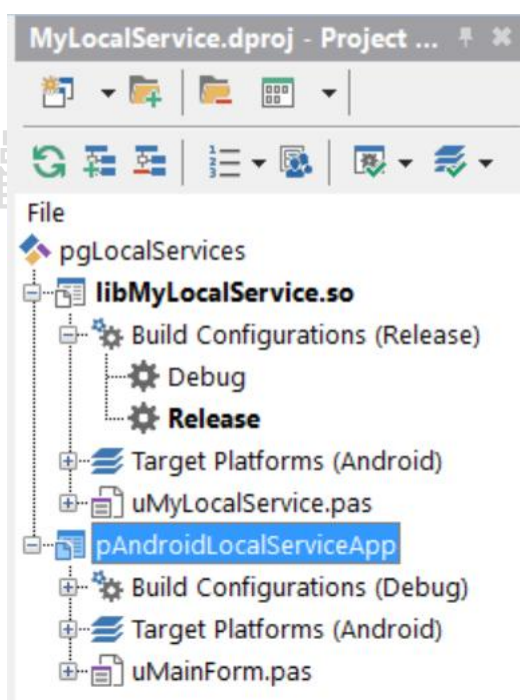 MyLocalService.dproj - Project ...
File
pgLocalServices
libMyLocalService.so
Build Configurations (Release)
Debug
Release
Target Platforms (Android)
uMyLocalService.pas
pAndroidLocalServiceApp
Build Configurations (Debug)
Target Platforms (Android)
uMainForm.pas